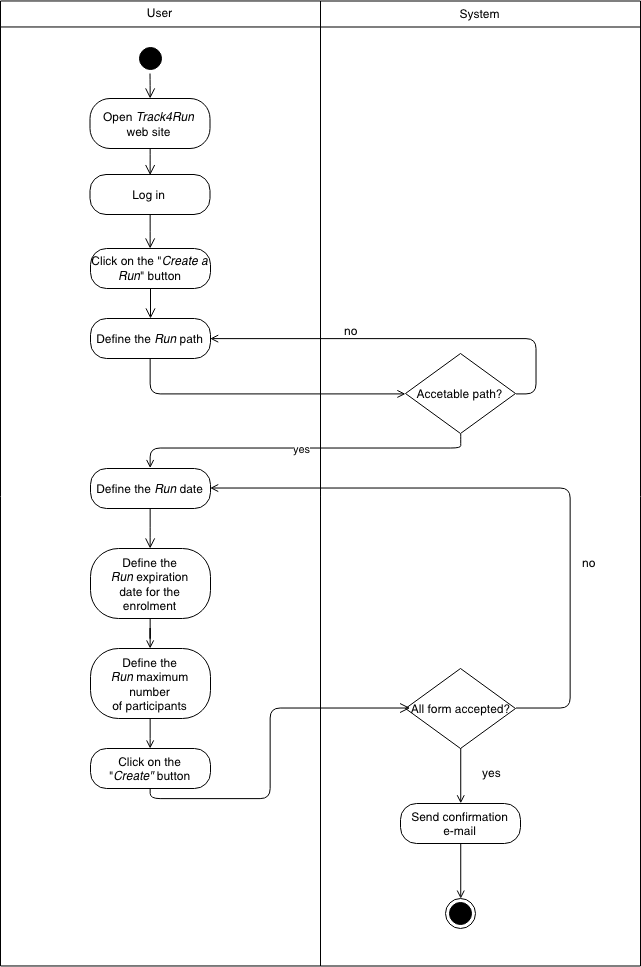 User
System
Open Track4Run
web site
Log in
Click on the "Create a
Run" button
Define the Run path
no
Accetable path?
yes
Define the Run date
no
Define the
Run expiration
date for the
enrolment
Define the
Run maximum
number
of participants
All form accepted?
Click on the
"Create" button
yes
Send confirmation
e-mail